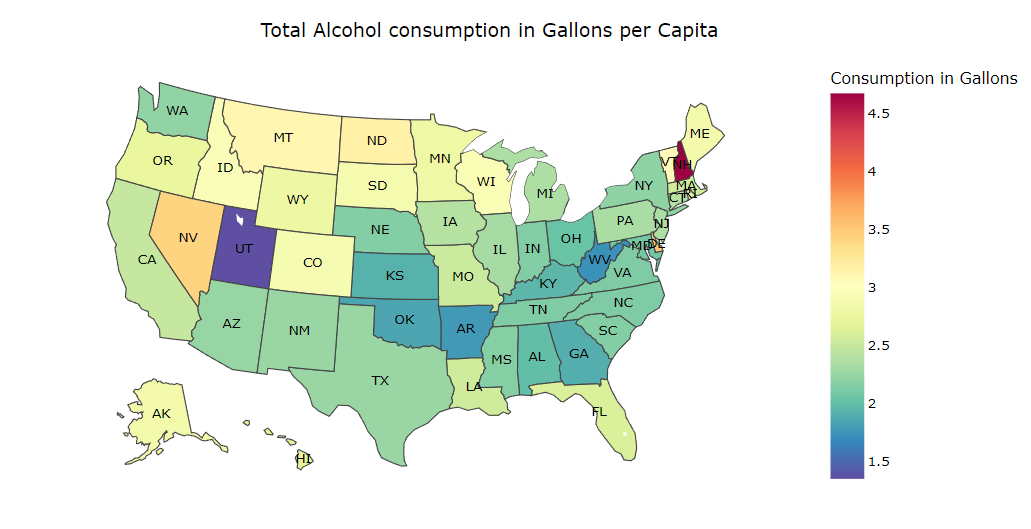 Total Alcohol consumption in Gallons per Capita
Consumption in Gallons
4.5
4
3.5
3
2.5
2
1.5
WA
MT
ND
MN
ME
OR
ID
SD
WI
VT
NH
WY
MI
NY
MA
RI
CT
NV
UT
CO
NE
IA
IL
IN
OH
PA
NJ
MD
DE
CA
KS
MO
KY
WV
VA
AZ
NM
OK
AR
TN
NC
SC
TX
LA
MS
AL
GA
FL
AK
HI